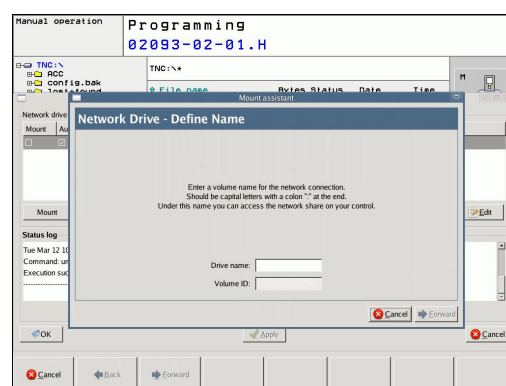 Manual operation
Programming
02093-02-01.H
TNC:\
ACC
config.bak
lost+found
TNC:\*
File name Bytes Status Date Time
M
Mount assistant
Network drive
Mount Au
Network Drive - Define Name
Enter a volume name for the network connection.
Should be capital letters with a colon ":" at the end.
Under this name you can access the network share on your control.
Mount
Edit
Status log
Tue Mar 12 10
Command: un
Execution suc
Drive name:
Volume ID:
Cancel Forward
OK Apply Cancel
Cancel Back Forward